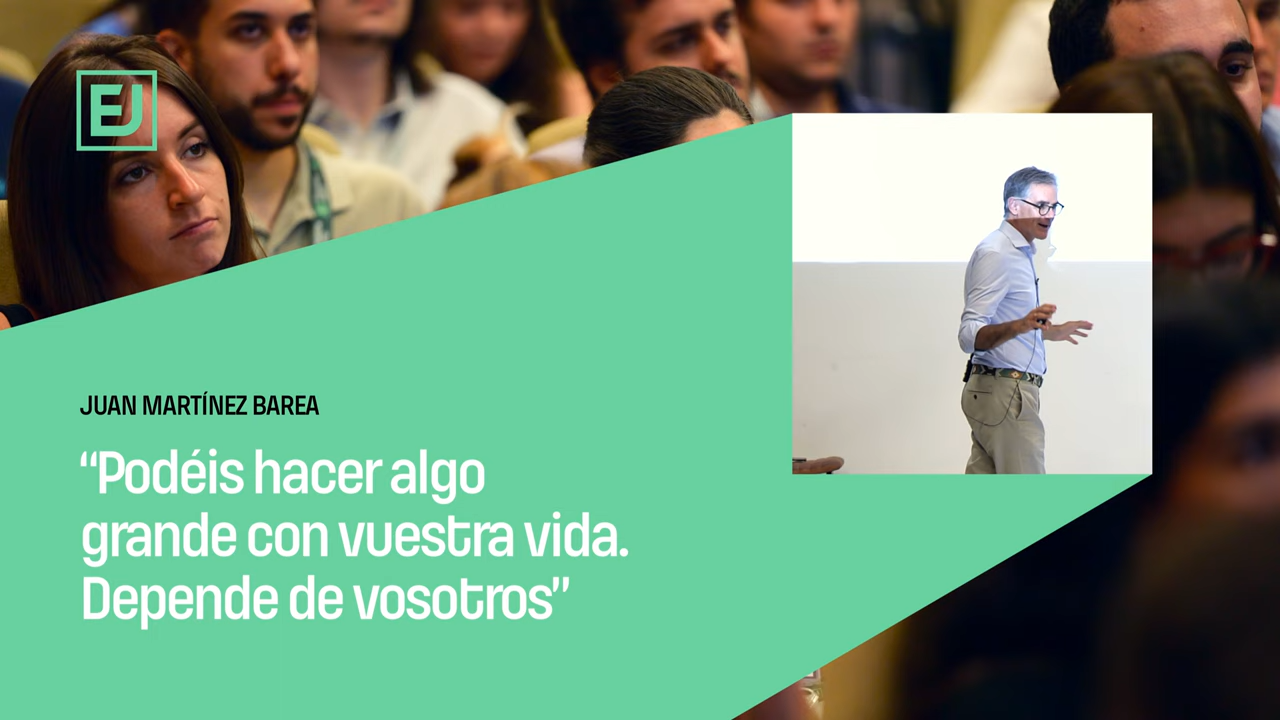 EJ
JUAN MARTÍNEZ BAREA
“Podéis hacer algo
grande con vuestra vida.
Depende de vosotros”